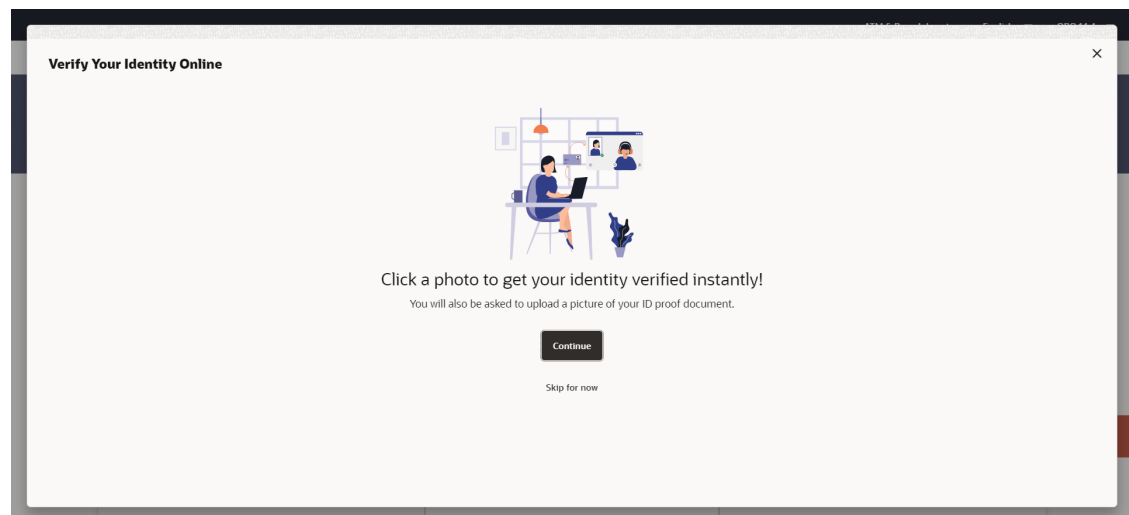 Verify Your Identity Online
Click a photo to get your identity verified instantly!
You will also be asked to upload a picture of your ID proof document.
Continue
Skip for now